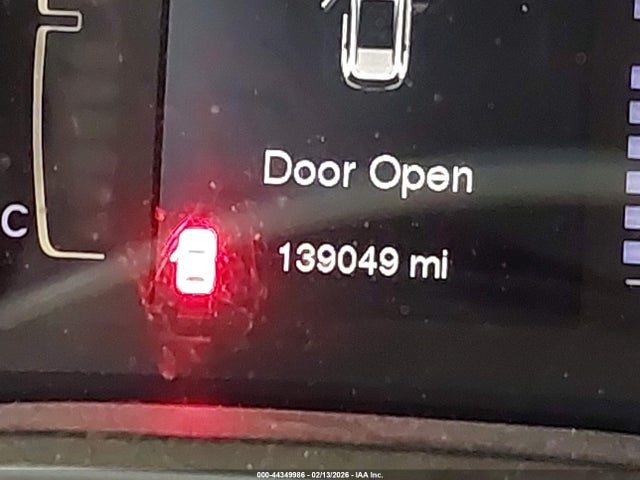 Door Open
C
139049 mi
000-44349986 - 02/13/2026 - IAA Inc.